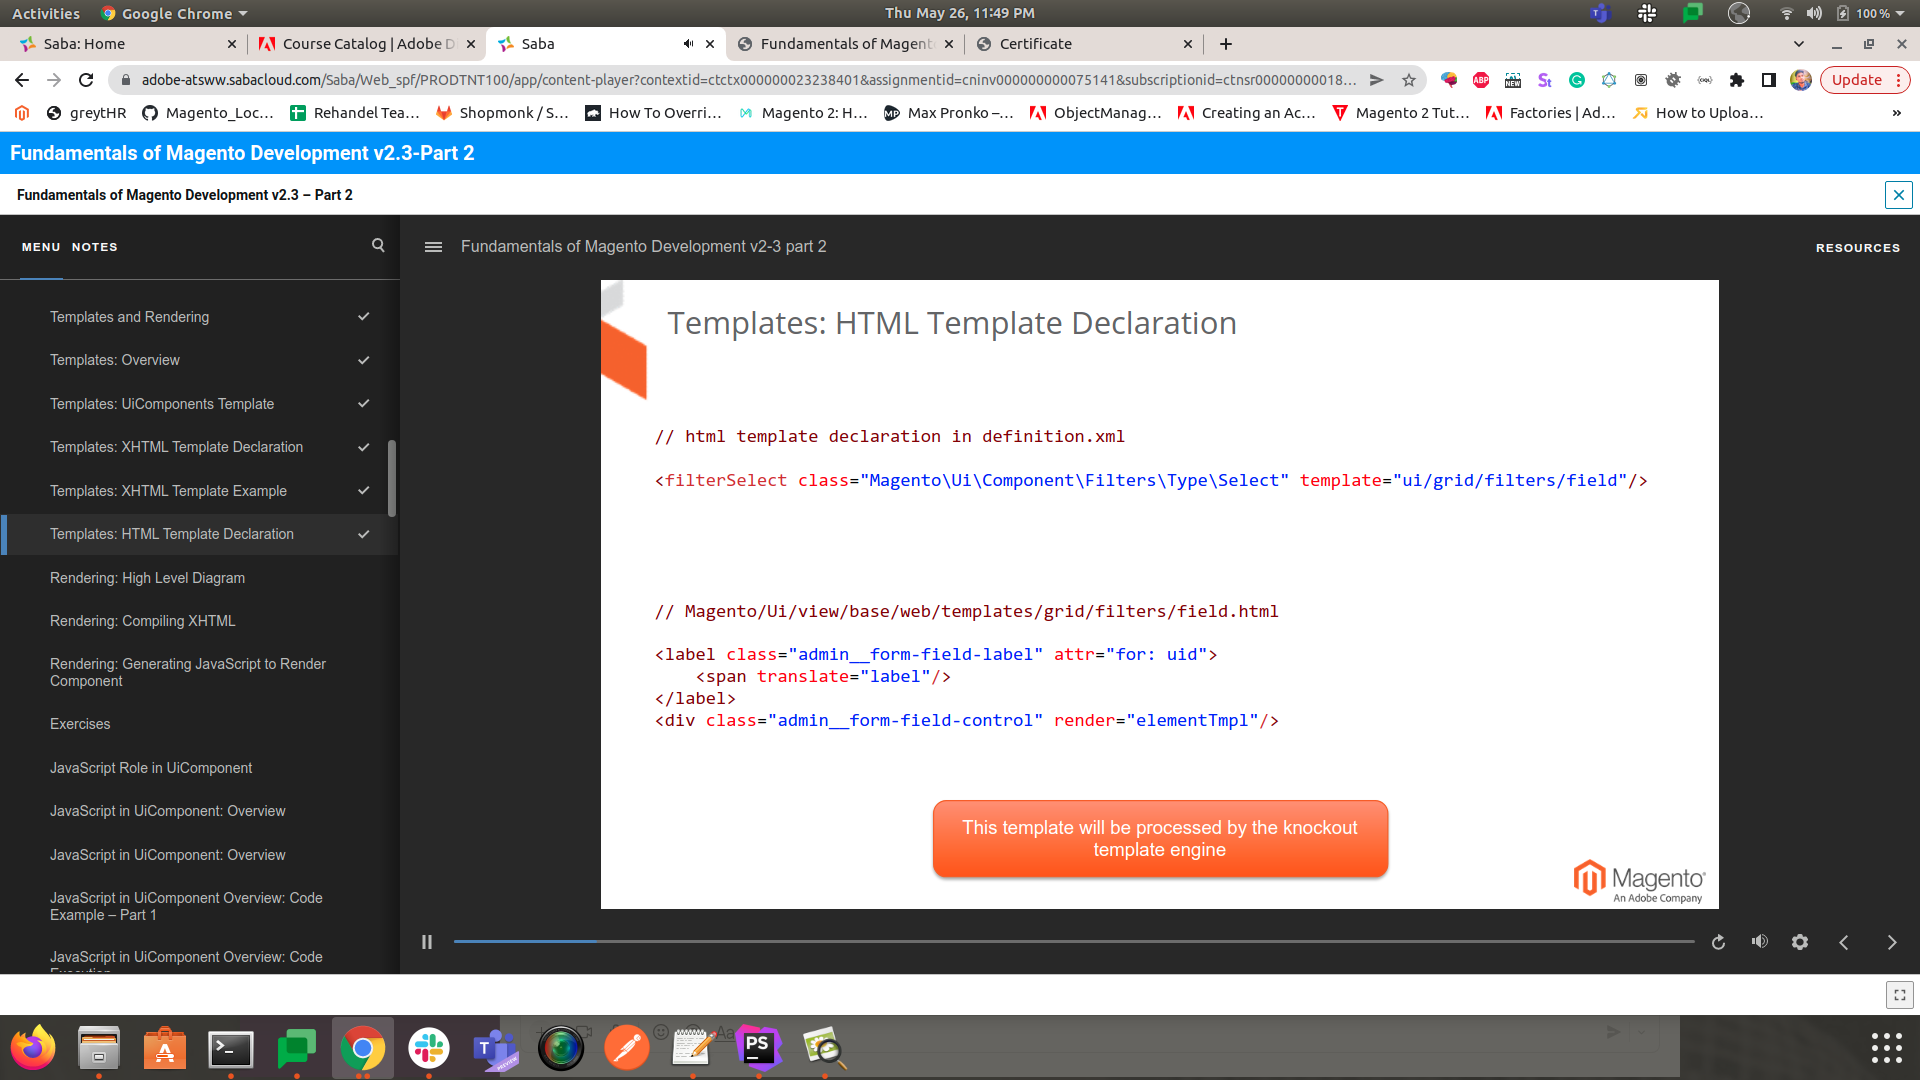 Activities
Google Chrome
Thu May 26, 11:49 PM
100 %
Saba: Home
Course Catalog | Adobe D
Saba
Fundamentals of Magent
Certificate
adobe-atsww.sabacloud.com/Saba/Web_spf/PRODTNT100/app/content-player?contextid=ctctx000000023238401&assignmentid=cninv000000000075141&subscriptionid=ctnsr00000000018...
Update
greytHR
Magento_Loc...
Rehandel Tea...
Shopmonk / S...
How To Overri...
Magento 2: H...
Max Pronko –...
ObjectManag...
Creating an Ac...
Magento 2 Tut...
Factories | Ad...
How to Uploa...
Fundamentals of Magento Development v2.3-Part 2
Fundamentals of Magento Development v2.3 – Part 2
MENU
NOTES
Fundamentals of Magento Development v2-3 part 2
RESOURCES
Templates and Rendering
Templates: Overview
Templates: UiComponents Template
Templates: XHTML Template Declaration
Templates: XHTML Template Example
Templates: HTML Template Declaration
Rendering: High Level Diagram
Rendering: Compiling XHTML
Rendering: Generating JavaScript to Render
Component
Exercises
JavaScript Role in UiComponent
JavaScript in UiComponent: Overview
JavaScript in UiComponent: Overview
JavaScript in UiComponent Overview: Code
Example – Part 1
JavaScript in UiComponent Overview: Code
Templates: HTML Template Declaration
// html template declaration in definition.xml
<filterSelect class="Magento\Ui\Component\Filters\Type\Select" template="ui/grid/filters/field"/>
// Magento/Ui/view/base/web/templates/grid/filters/field.html
<label class="admin__form-field-label" attr="for: uid">
<span translate="label"/>
</label>
<div class="admin__form-field-control" render="elementTmpl"/>
This template will be processed by the knockout
template engine
Magento
An Adobe Company